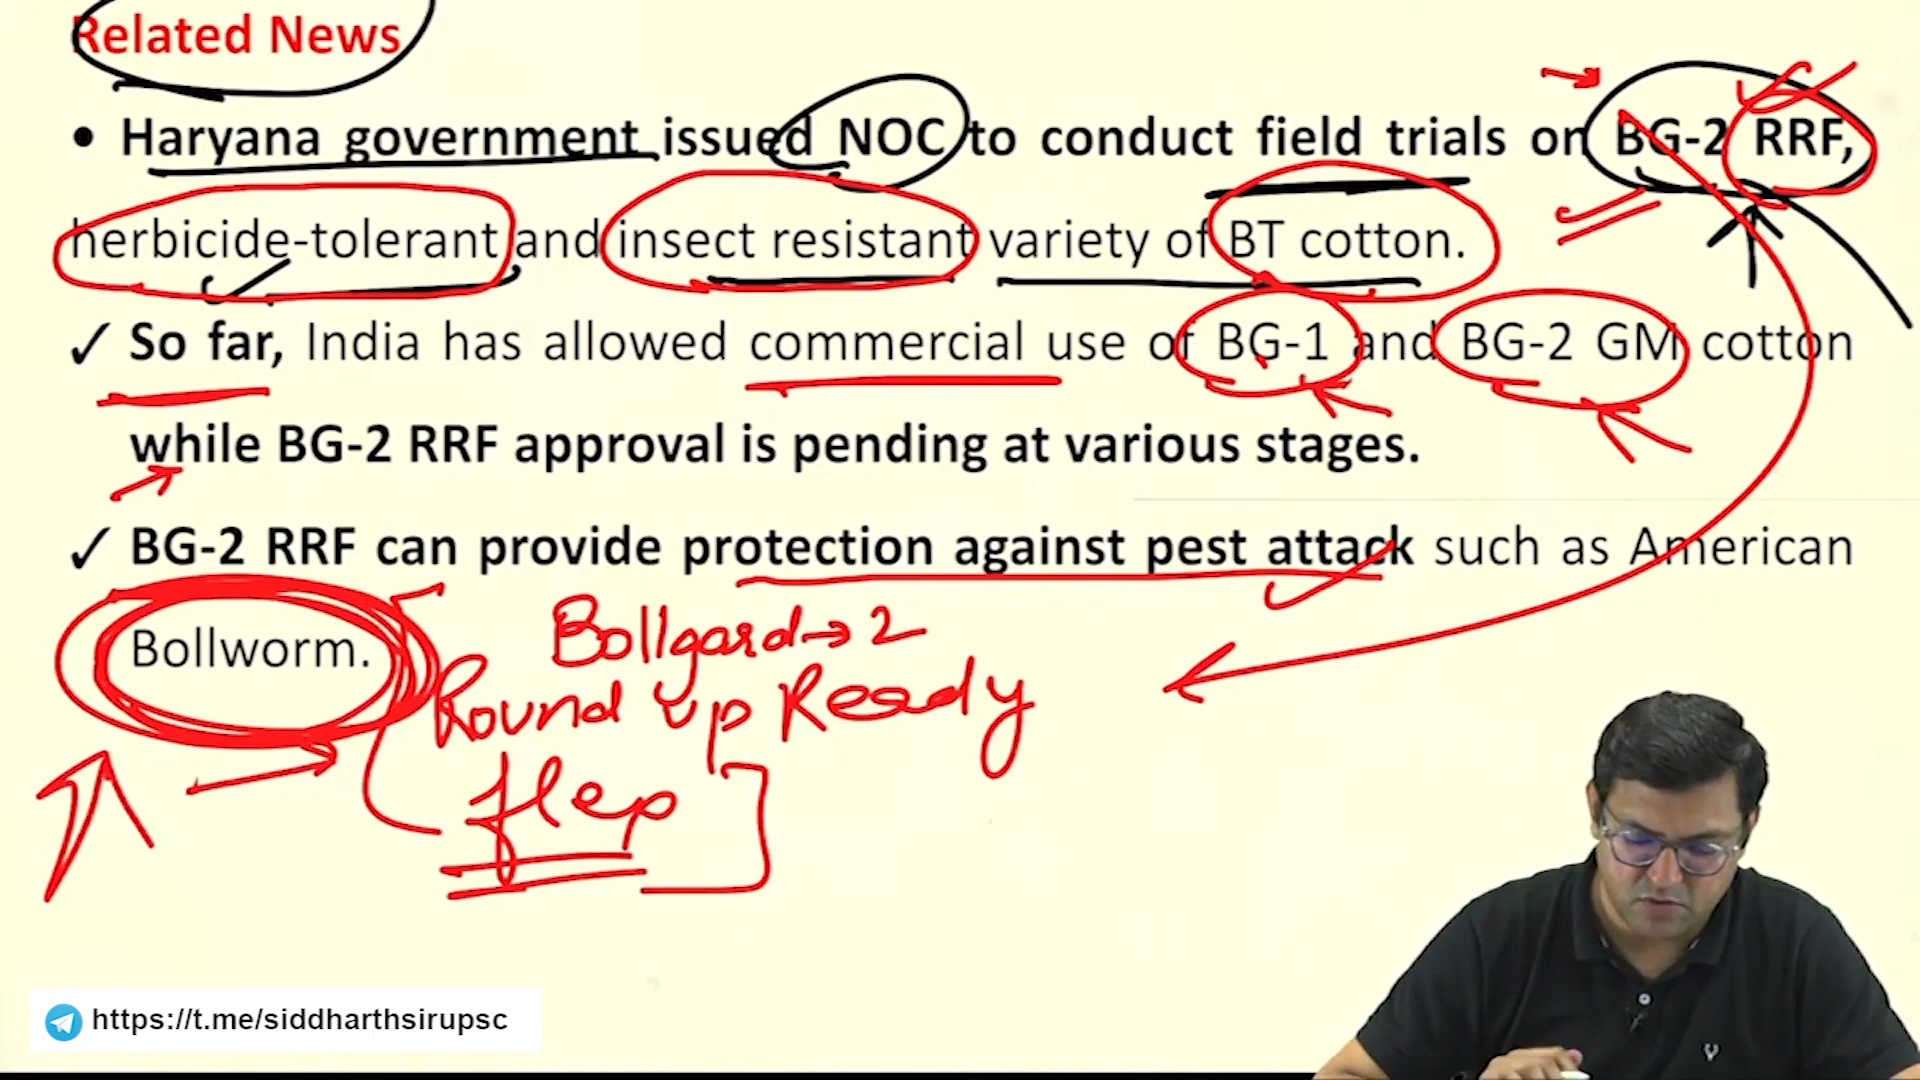 Related News
• Haryana government issued NOC to conduct field trials on BG-2 RRF,
herbicide-tolerant and insect resistant variety of BT cotton.
✓ So far, India has allowed commercial use of BG-1 and BG-2 GM cotton
while BG-2 RRF approval is pending at various stages.
✓ BG-2 RRF can provide protection against pest attack such as American
Bollworm.
Bollgard→2
Round up Ready
flex
https://t.me/siddharthsirupsc